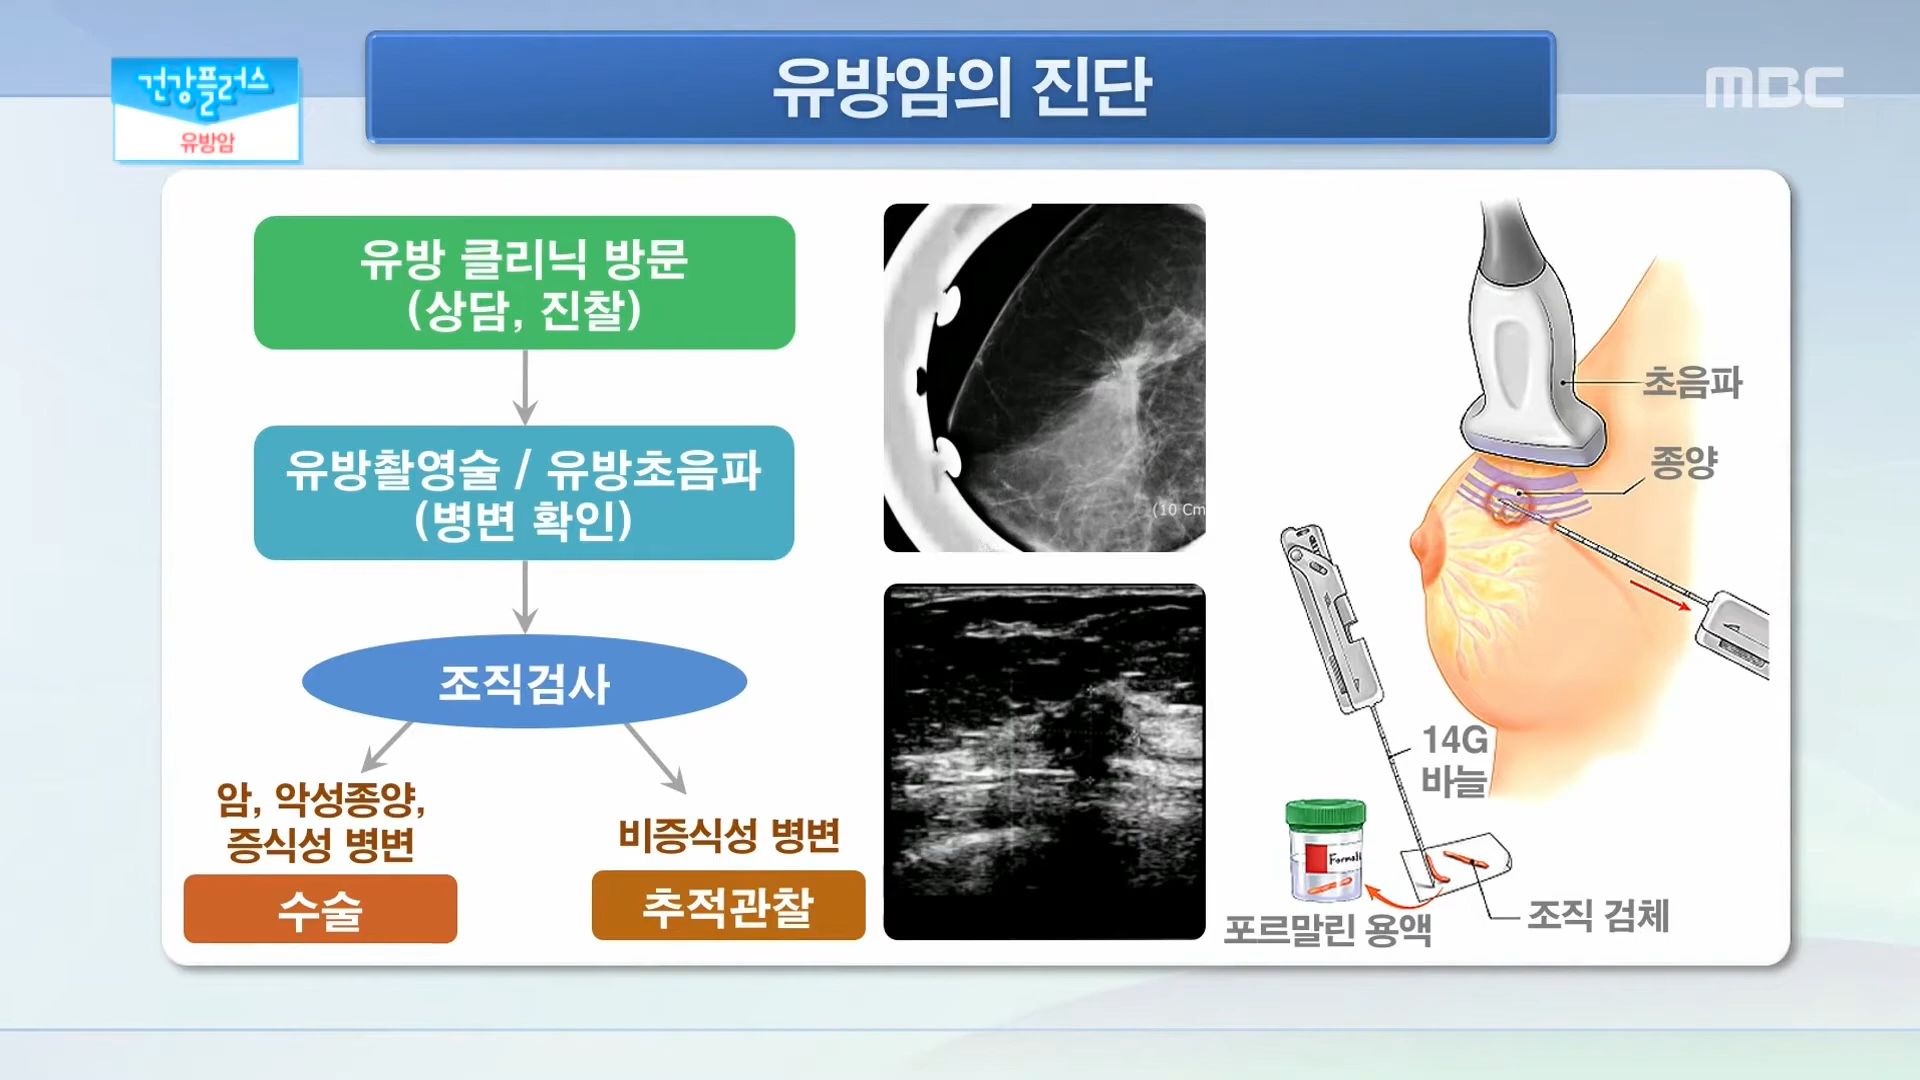 건강플러스
유방암
유방암의 진단
MBC
유방 클리닉 방문
(상담, 진찰)
유방촬영술 / 유방초음파
(병변 확인)
조직검사
암, 악성종양,
증식성 병변
수술
비증식성 병변
추적관찰
(10 Cm
초음파
종양
14G
바늘
Formali
포르말린 용액
조직 검체